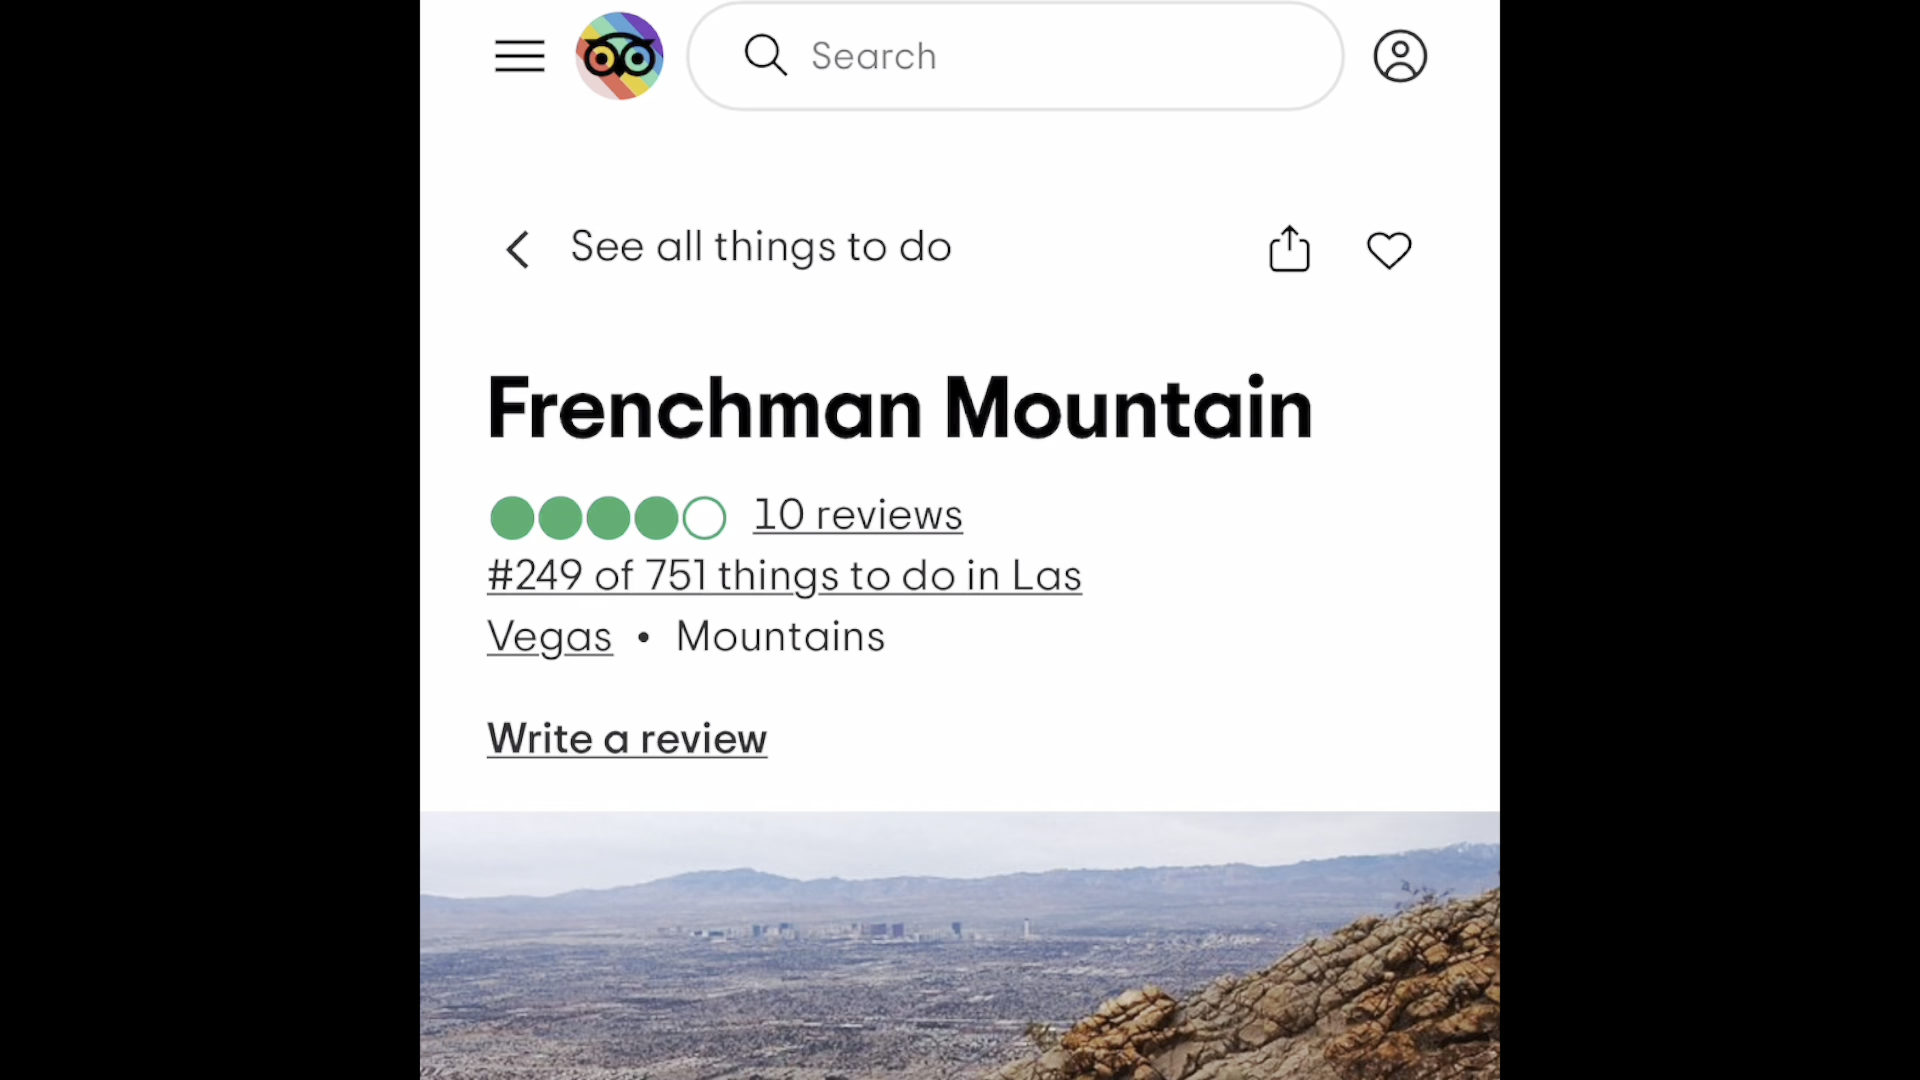 Search
See all things to do
Frenchman Mountain
10 reviews
#249 of 751 things to do in Las
Vegas • Mountains
Write a review